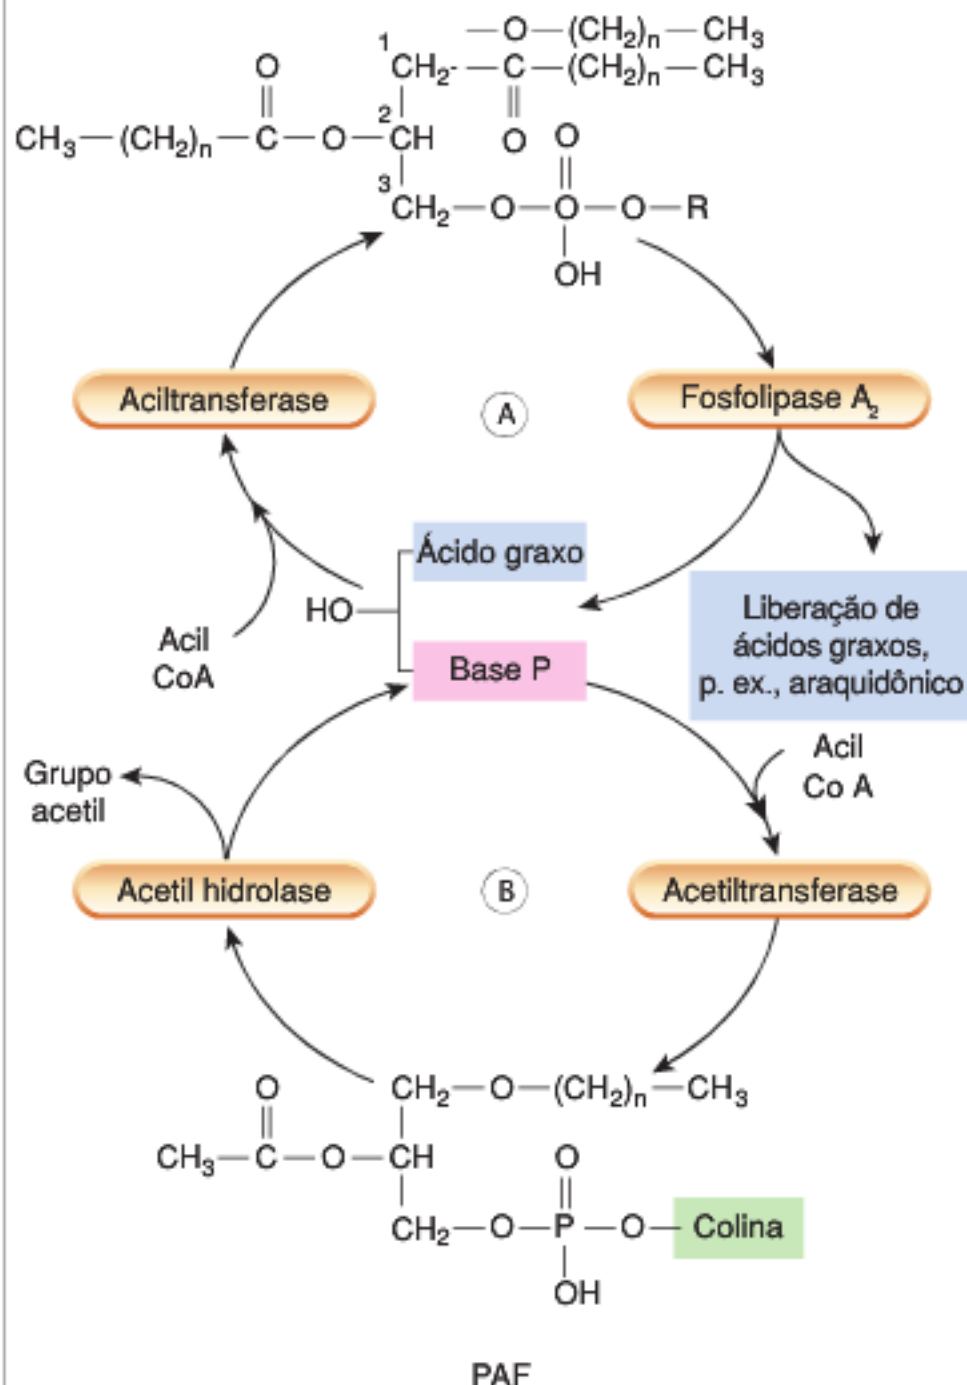 —O—(CH₂)ₙ—CH₃
1
O CH₂-—C—(CH₂)ₙ—CH₃
2
CH₃—(CH₂)ₙ—C—O—CH O O
3
CH₂—O—O—O—R
OH
Aciltransferase
A
Fosfolipase A₂
Ácido graxo
HO
Base P
Acil
CoA
Liberação de
ácidos graxos,
p. ex., araquidônico
Acil
Co A
Grupo
acetil
Acetil hidrolase
B
Acetiltransferase
O CH₂—O—(CH₂)ₙ—CH₃
CH₃—C—O—CH O
CH₂—O—P—O—Colina
OH
PAF